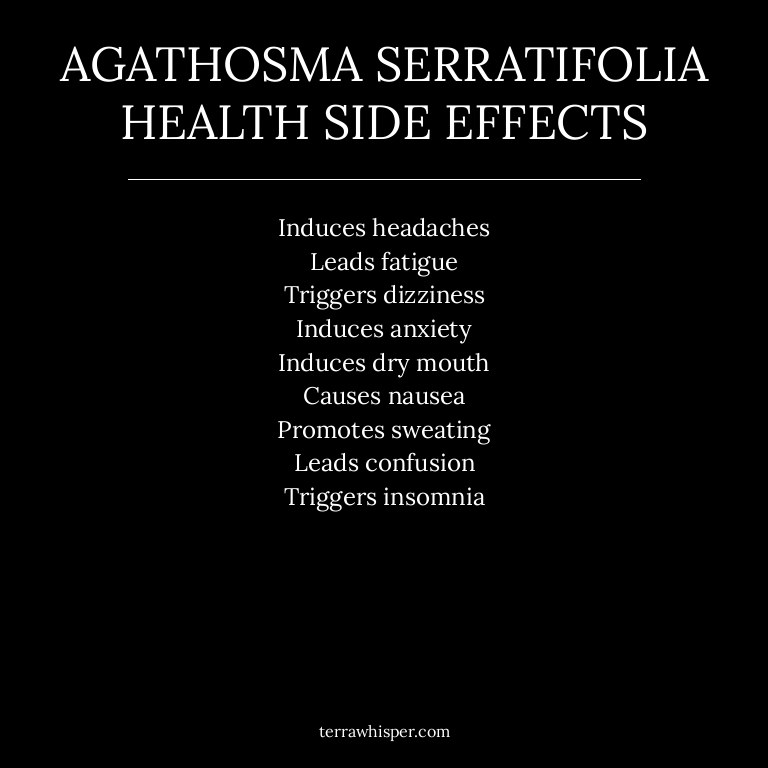 AGATHOSMA SERRATIFOLIA
HEALTH SIDE EFFECTS
Induces headaches
Leads fatigue
Triggers dizziness
Induces anxiety
Induces dry mouth
Causes nausea
Promotes sweating
Leads confusion
Triggers insomnia
terrawhisper.com